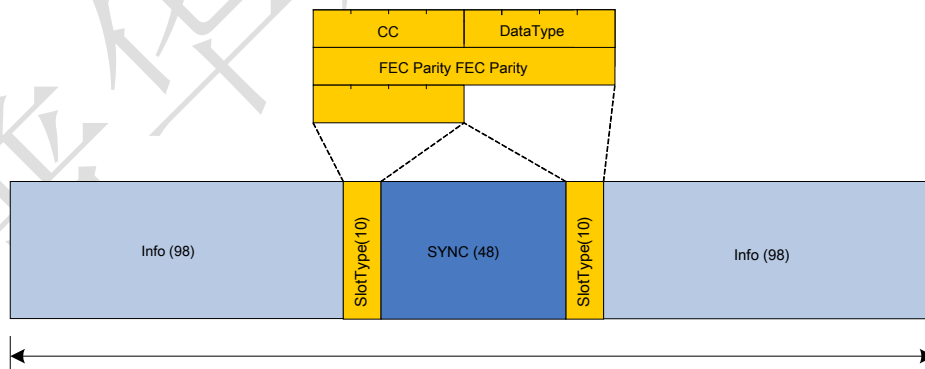 CC DataType
FEC Parity FEC Parity
Info (98) SlotType(10) SYNC (48) SlotType(10) Info (98)